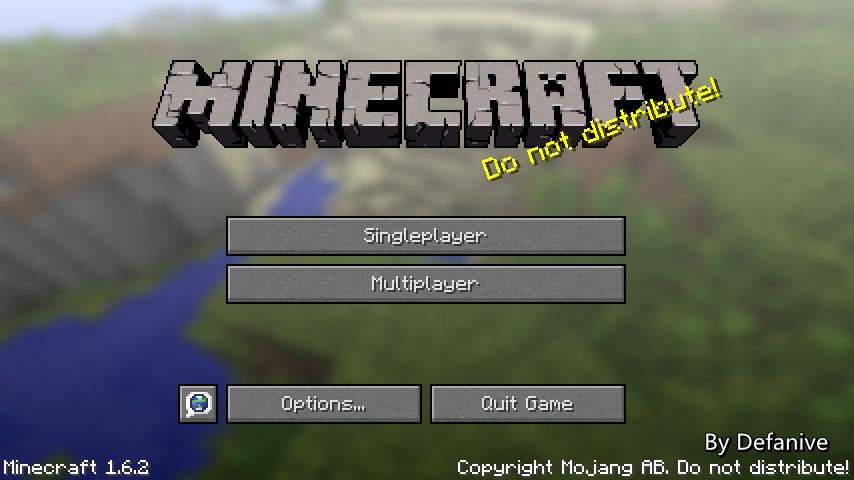 MINECRAFT
Do not distribute!
Singleplayer
Multiplayer
Options...
Quit Game
By Defanive
Minecraft 1.6.2
Copyright Mojang AB. Do not distribute!